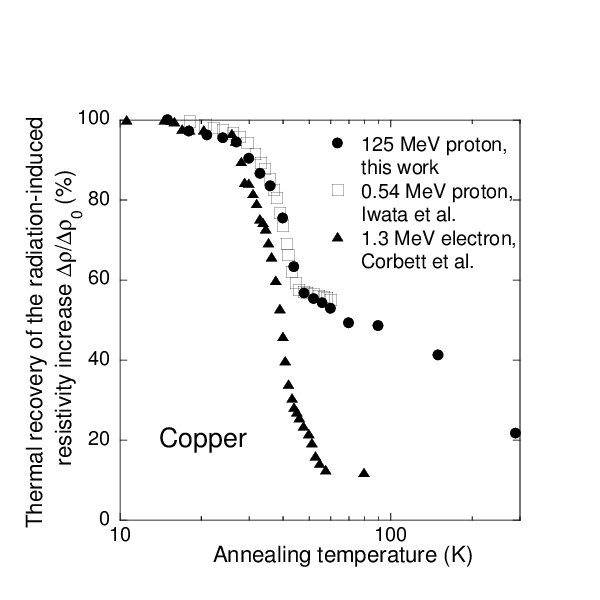 Thermal recovery of the radiation-induced
resistivity increase Δρ/Δρ₀ (%)
100
80
60
40
20
0
125 MeV proton,
this work
0.54 MeV proton,
Iwata et al.
1.3 MeV electron,
Corbett et al.
Copper
10
100
Annealing temperature (K)